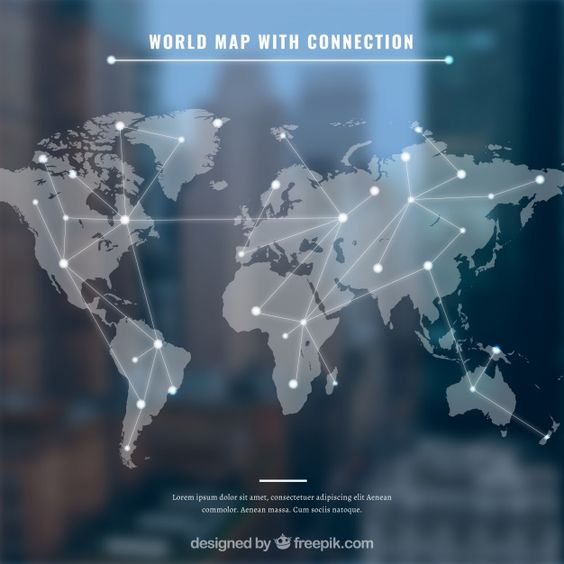 WORLD MAP WITH CONNECTION
Lorem ipsum dolor sit amet, consectetuer adipiscing elit Aenean
commolor. Aenean massa. Cum socins natoque.
designed by freepik.com